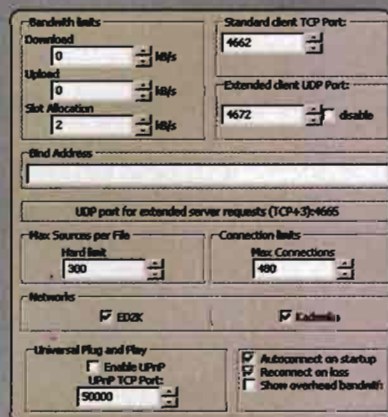 Bandwith limits
Download
0
kB/s
Upload
0
kB/s
Slot Allocation
2
kB/s
Standard client TCP Port:
4662
Extended client UDP Port:
4672
disable
Bind Address
UDP port for extended server requests (TCP+3):4665
Max Sources per File
Hard limit
300
Connection limits
Max Connections
480
Networks
ED2K
Kademlia
Universal Plug and Play
Enable UPnP
UPnP TCP Port:
50000
Autoconnect on startup
Reconnect on loss
Show overhead bandwith